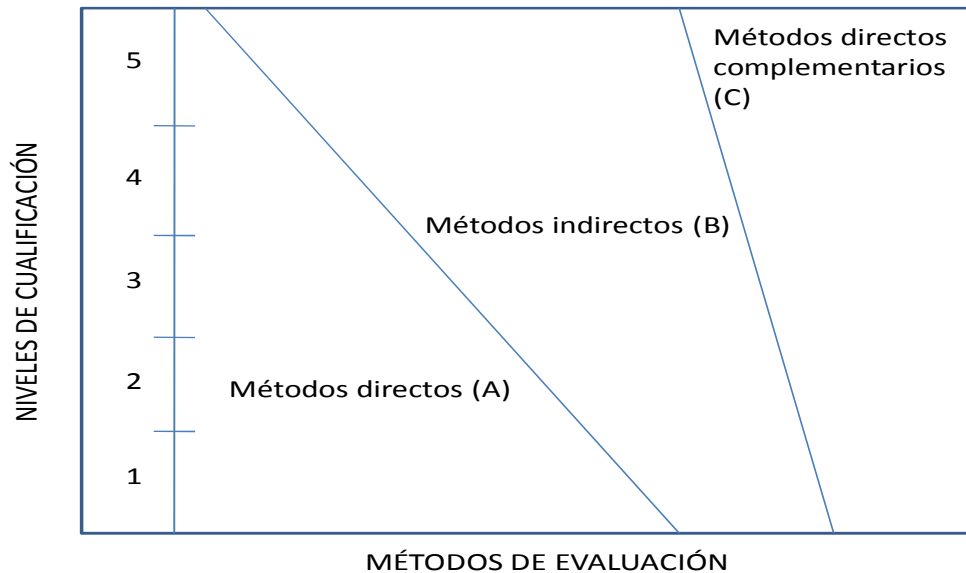 NIVELES DE CUALIFICACIÓN
5
4
3
2
1
Métodos directos
complementarios
(C)
Métodos indirectos (B)
Métodos directos (A)
MÉTODOS DE EVALUACIÓN